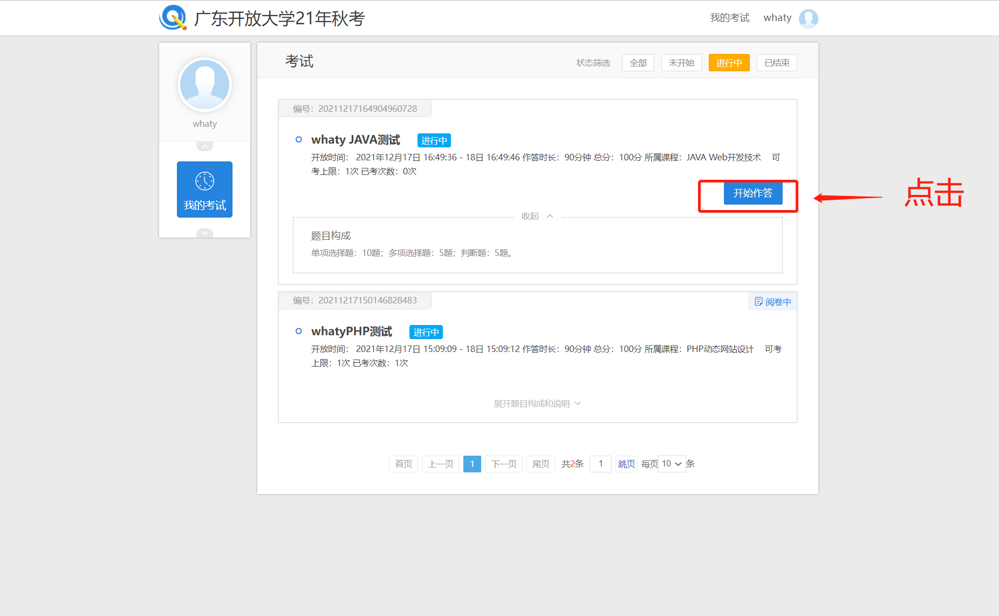 广东开放大学21年秋考
我的考试 whaty
whaty
我的考试
考试
状态筛选 全部 未开始 进行中 已结束
编号：20211217164904960728
whaty JAVA测试 进行中
开放时间： 2021年12月17日 16:49:36 - 18日 16:49:46 作答时长：90分钟 总分：100分 所属课程：JAVA Web开发技术 可
考上限：1次 已考次数：0次
开始作答
点击
收起
题目构成
单项选择题：10题；多项选择题：5题；判断题：5题。
编号：20211217150146828483
阅卷中
whatyPHP测试 进行中
开放时间： 2021年12月17日 15:09:09 - 18日 15:09:12 作答时长：90分钟 总分：100分 所属课程：PHP动态网站设计 可考
上限：1次 已考次数：1次
展开题目构成和说明
首页 上一页 1 下一页 尾页 共2条 1 跳页 每页 10 条